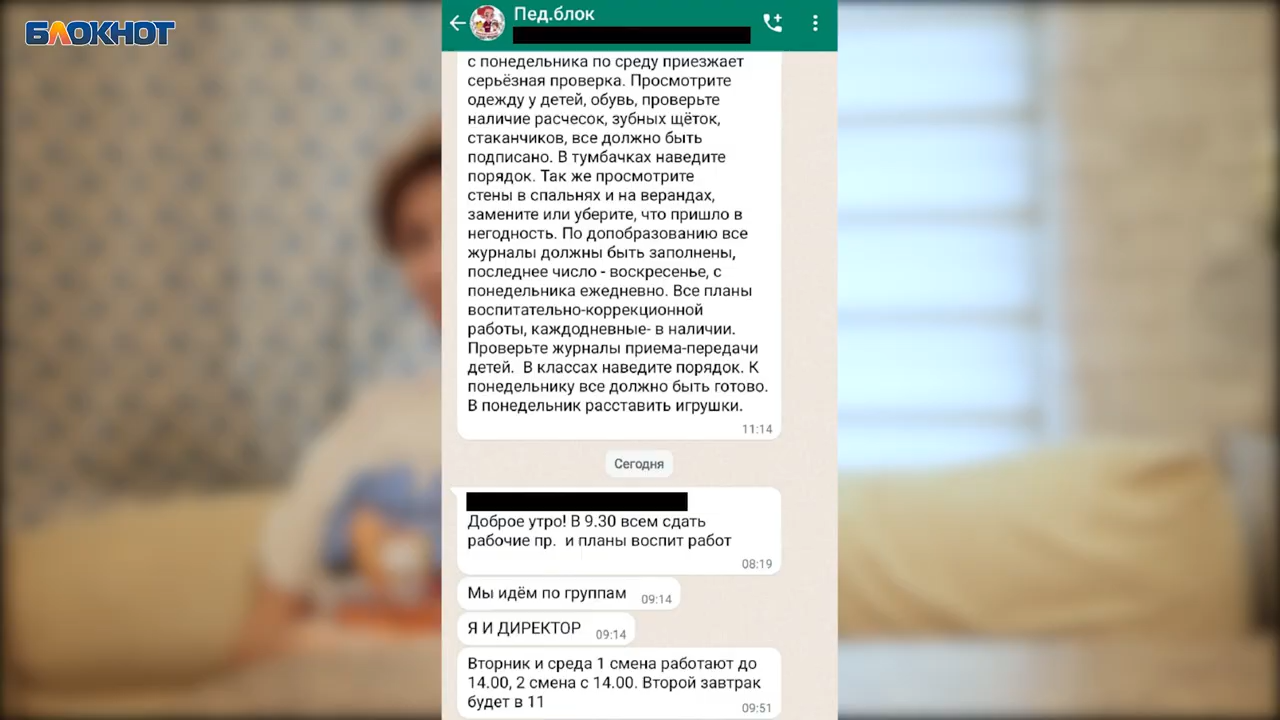 БЛОКНОТ
Пед.блок
с понедельника по среду приезжает
серьёзная проверка. Просмотрите
одежду у детей, обувь, проверьте
наличие расчесок, зубных щёток,
стаканчиков, все должно быть
подписано. В тумбачках наведите
порядок. Так же просмотрите
стены в спальнях и на верандах,
замените или уберите, что пришло в
негодность. По допобразованию все
журналы должны быть заполнены,
последнее число - воскресенье, с
понедельника ежедневно. Все планы
воспитательно-коррекционной
работы, каждодневные- в наличии.
Проверьте журналы приема-передачи
детей. В классах наведите порядок. К
понедельнику все должно быть готово.
В понедельник расставить игрушки.
11:14
Сегодня
Доброе утро! В 9.30 всем сдать
рабочие пр. и планы воспит работ
08:19
Мы идём по группам 09:14
Я И ДИРЕКТОР 09:14
Вторник и среда 1 смена работают до
14.00, 2 смена с 14.00. Второй завтрак
будет в 11 09:51